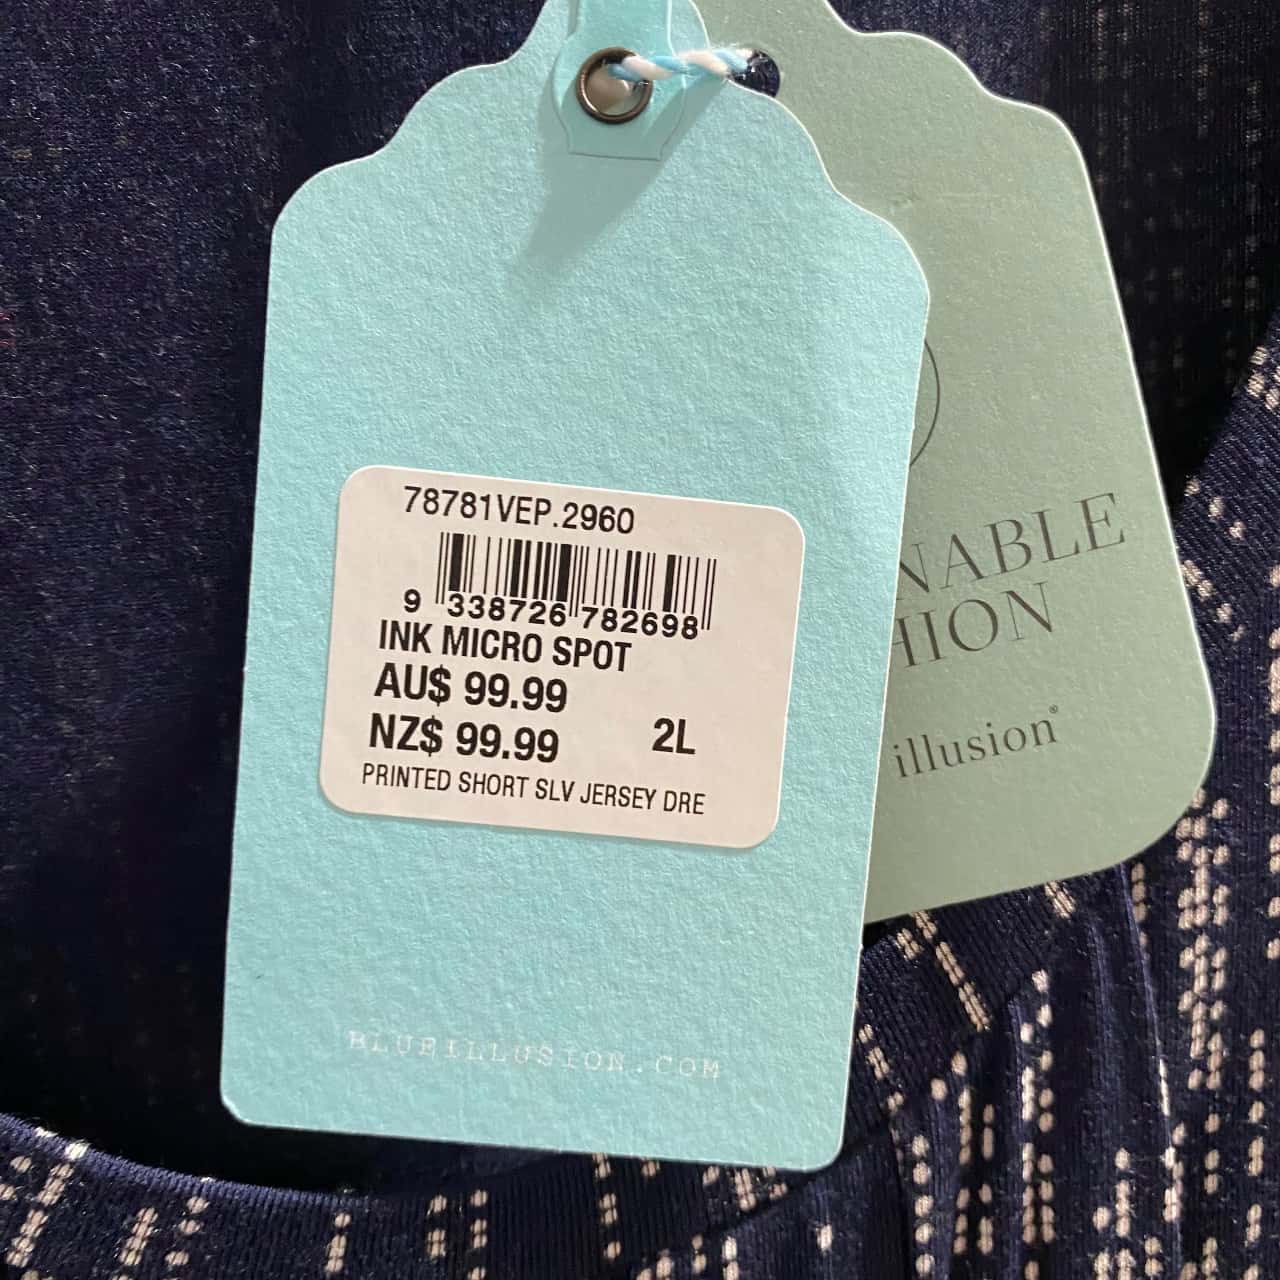 78781VEP.2960
9 338726 782698
INK MICRO SPOT
AU$ 99.99
NZ$ 99.99 2L
PRINTED SHORT SLV JERSEY DRE
BLUEILLUSION.COM
NABLE
HION
illusion®